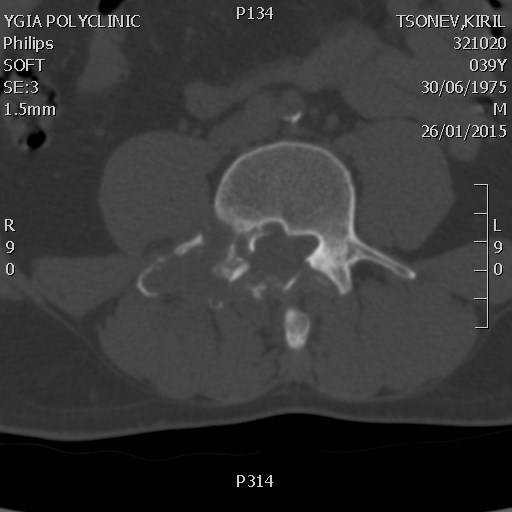 YGIA POLYCLINIC
Philips
SOFT
SE:3
1.5mm
P134
TSONEV,KIRIL
321020
039Y
30/06/1975
M
26/01/2015
R
9
0
L
9
0
P314